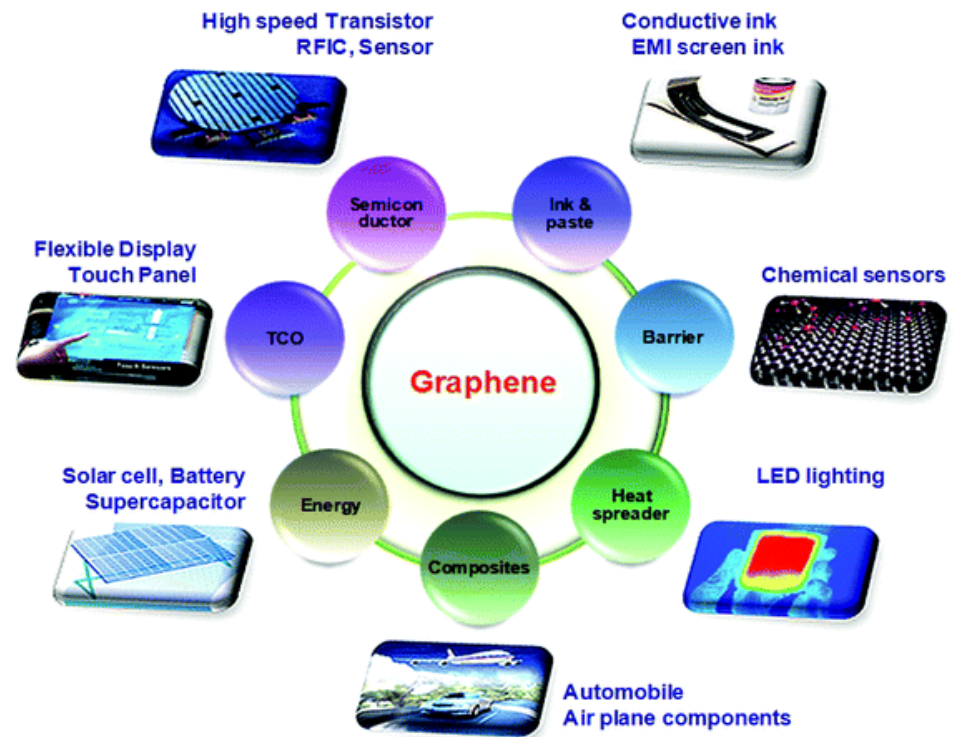 High speed Transistor
RFIC, Sensor
Conductive ink
EMI screen ink
Semicon
ductor
Ink &
paste
Flexible Display
Touch Panel
Chemical sensors
TCO
Barrier
Graphene
Solar cell, Battery
Supercapacitor
LED lighting
Energy
Heat
spreader
Composites
Automobile
Air plane components